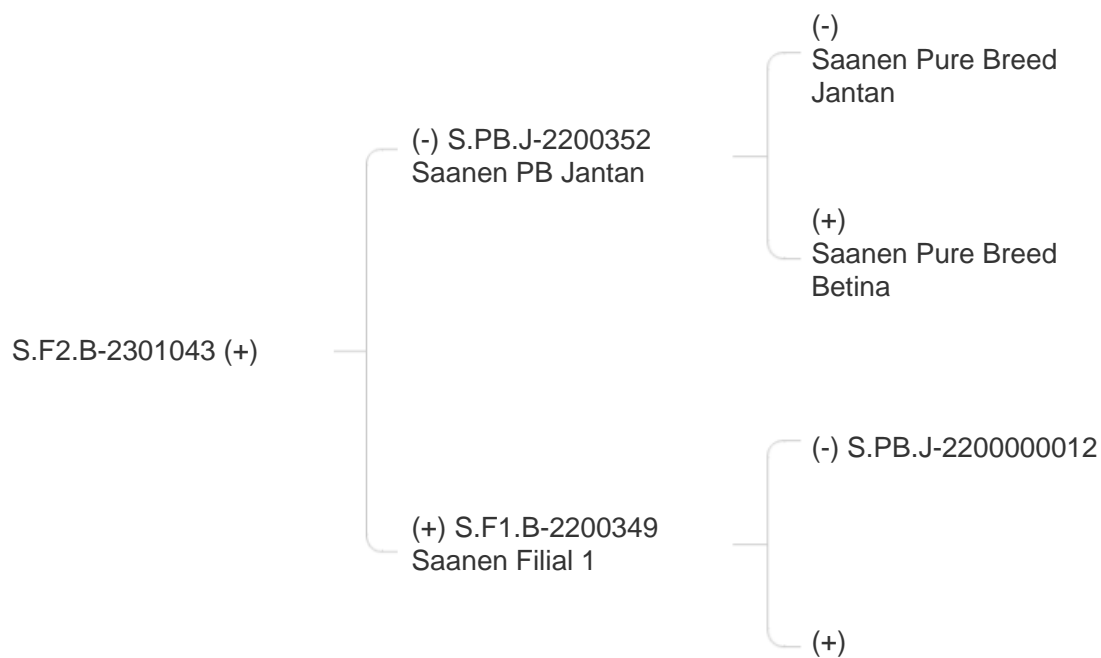 S.F2.B-2301043 (+)
(-) S.PB.J-2200352
Saanen PB Jantan
(-)
Saanen Pure Breed
Jantan
(+)
Saanen Pure Breed
Betina
(+) S.F1.B-2200349
Saanen Filial 1
(-) S.PB.J-2200000012
(+)